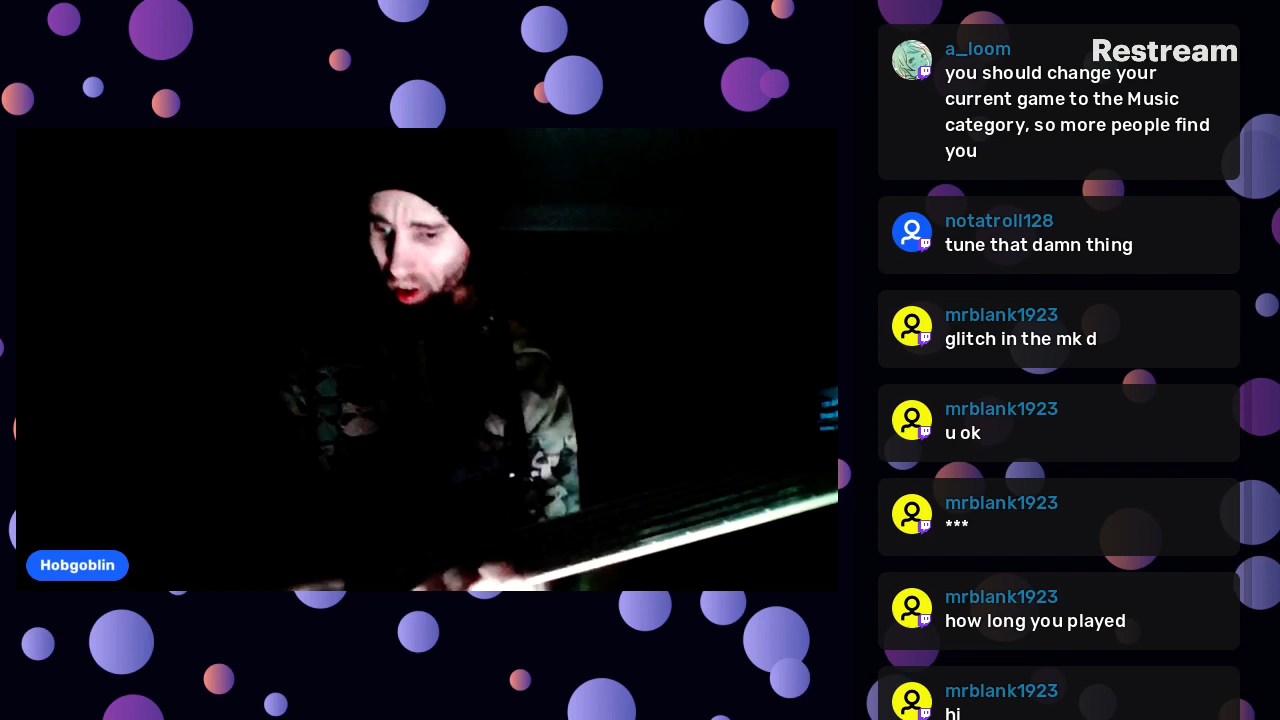 Restream
a_loom
you should change your
current game to the Music
category, so more people find
you
notatroll128
tune that damn thing
mrblank1923
glitch in the mk d
mrblank1923
u ok
mrblank1923
***
mrblank1923
how long you played
mrblank1923
hi
Hobgoblin